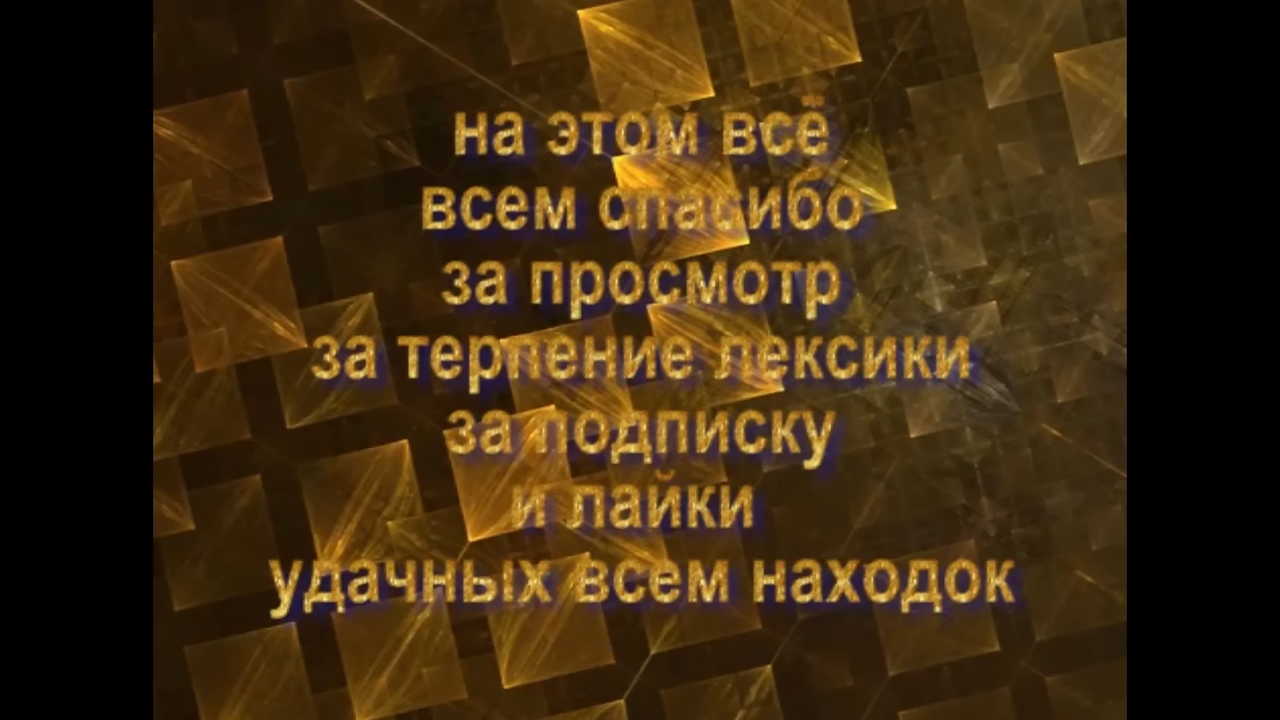 на этом всё
всем спасибо
за просмотр
за терпение лексики
за подписку
и лайки
удачных всем находок